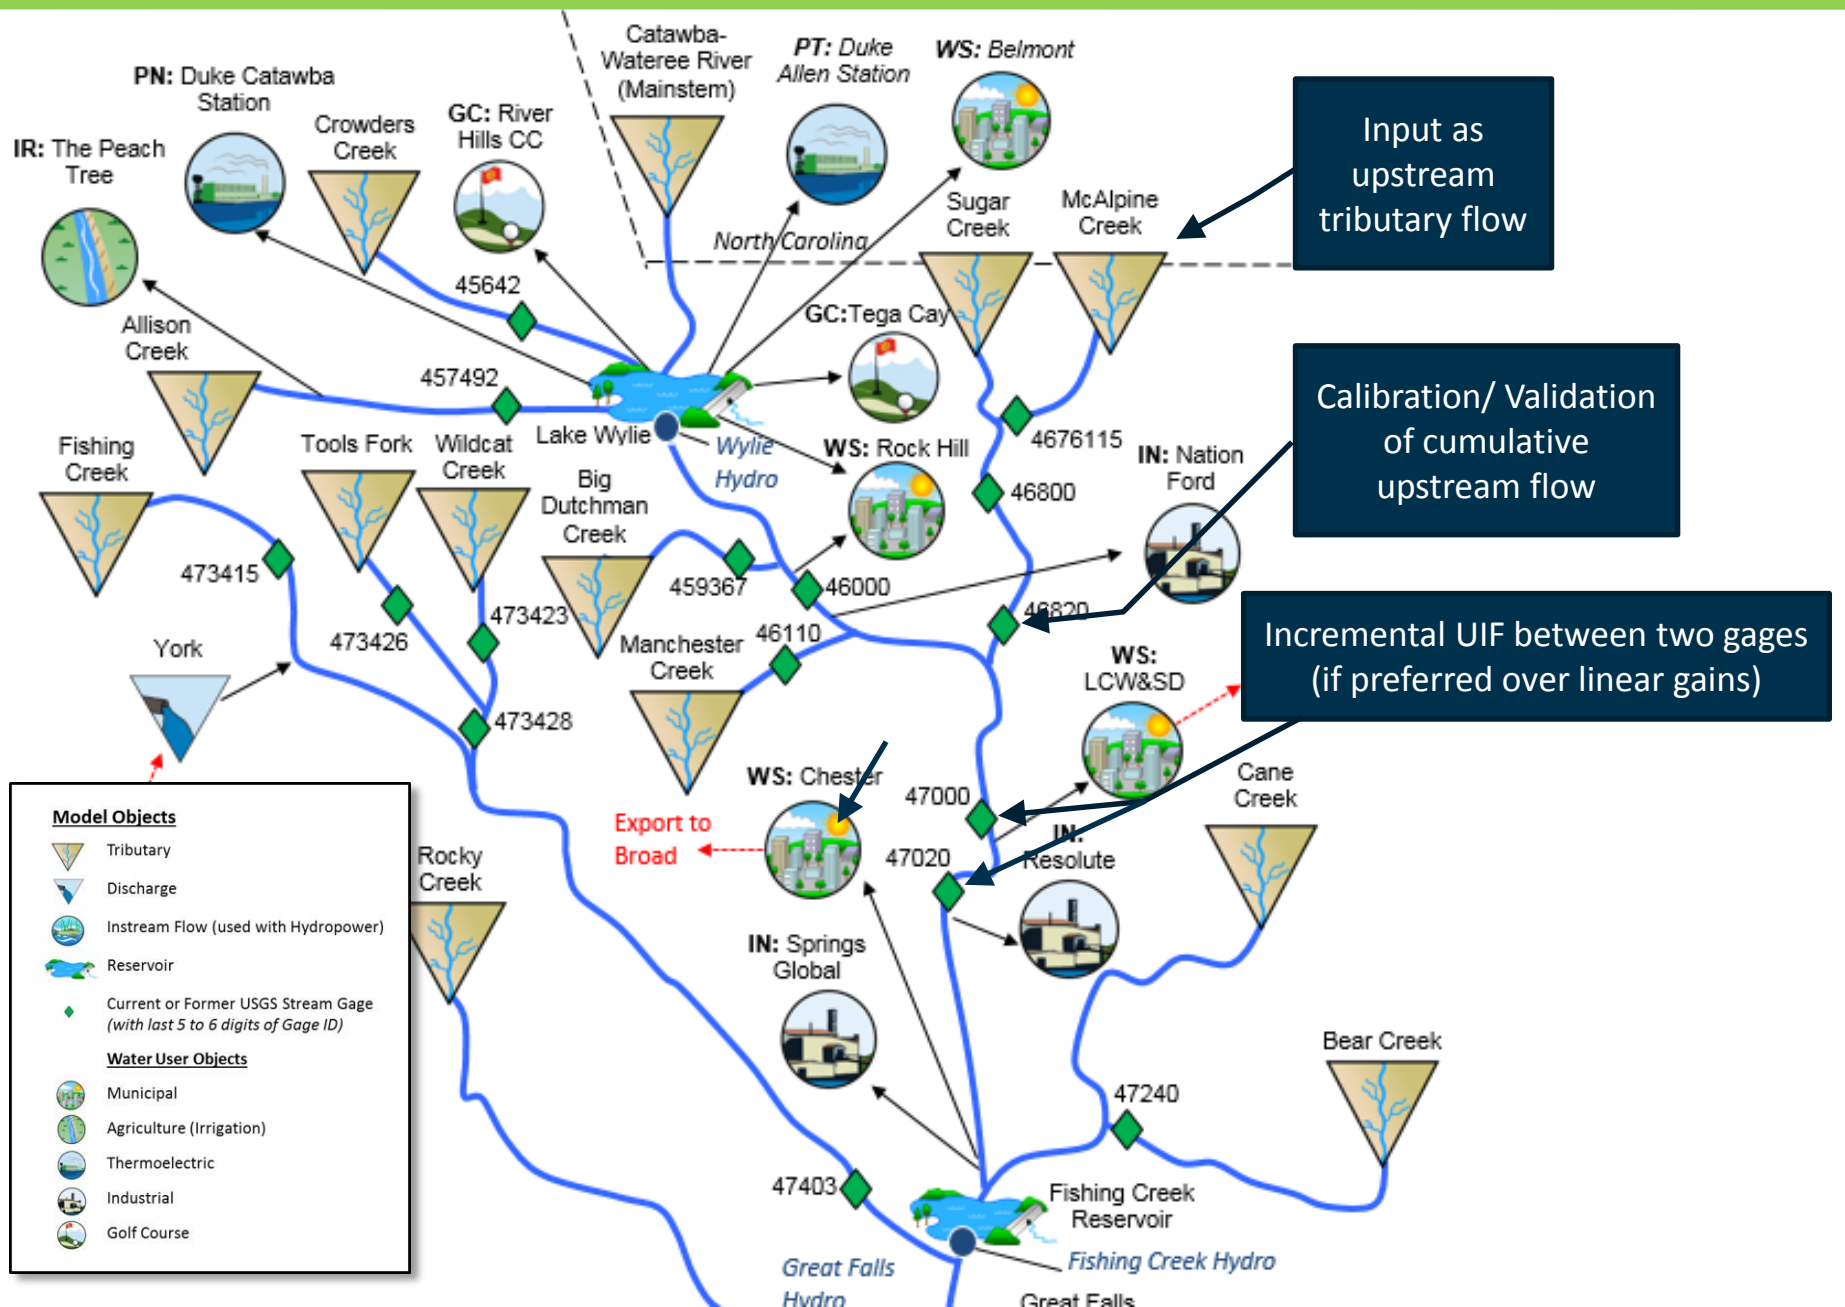 Catawba-
Wateree River
(Mainstem)
PT: Duke
Allen Station
WS: Belmont
PN: Duke Catawba
Station
Crowders
Creek
GC: River
Hills CC
IR: The Peach
Tree
Input as
upstream
tributary flow
Sugar
Creek
McAlpine
Creek
North Carolina
45642
Allison
Creek
GC:Tega Cay
457492
Calibration/ Validation
of cumulative
upstream flow
Fishing
Creek
Tools Fork
Wildcat
Creek
Lake Wylie
Wylie
Hydro
WS: Rock Hill
4676115
IN: Nation
Ford
Big
Dutchman
Creek
46800
473415
459367
46000
46820
473426
473423
46110
Manchester
Creek
York
WS:
LCW&SD
Incremental UIF between two gages
(if preferred over linear gains)
473428
WS: Chester
47000
Cane
Creek
Export to
Broad
47020
IN:
Resolute
Rocky
Creek
IN: Springs
Global
Bear Creek
47240
47403
Fishing Creek
Reservoir
Fishing Creek Hydro
Great Falls
Hydro
Great Falls
Model Objects
Tributary
Discharge
Instream Flow (used with Hydropower)
Reservoir
Current or Former USGS Stream Gage
(with last 5 to 6 digits of Gage ID)
Water User Objects
Municipal
Agriculture (Irrigation)
Thermoelectric
Industrial
Golf Course